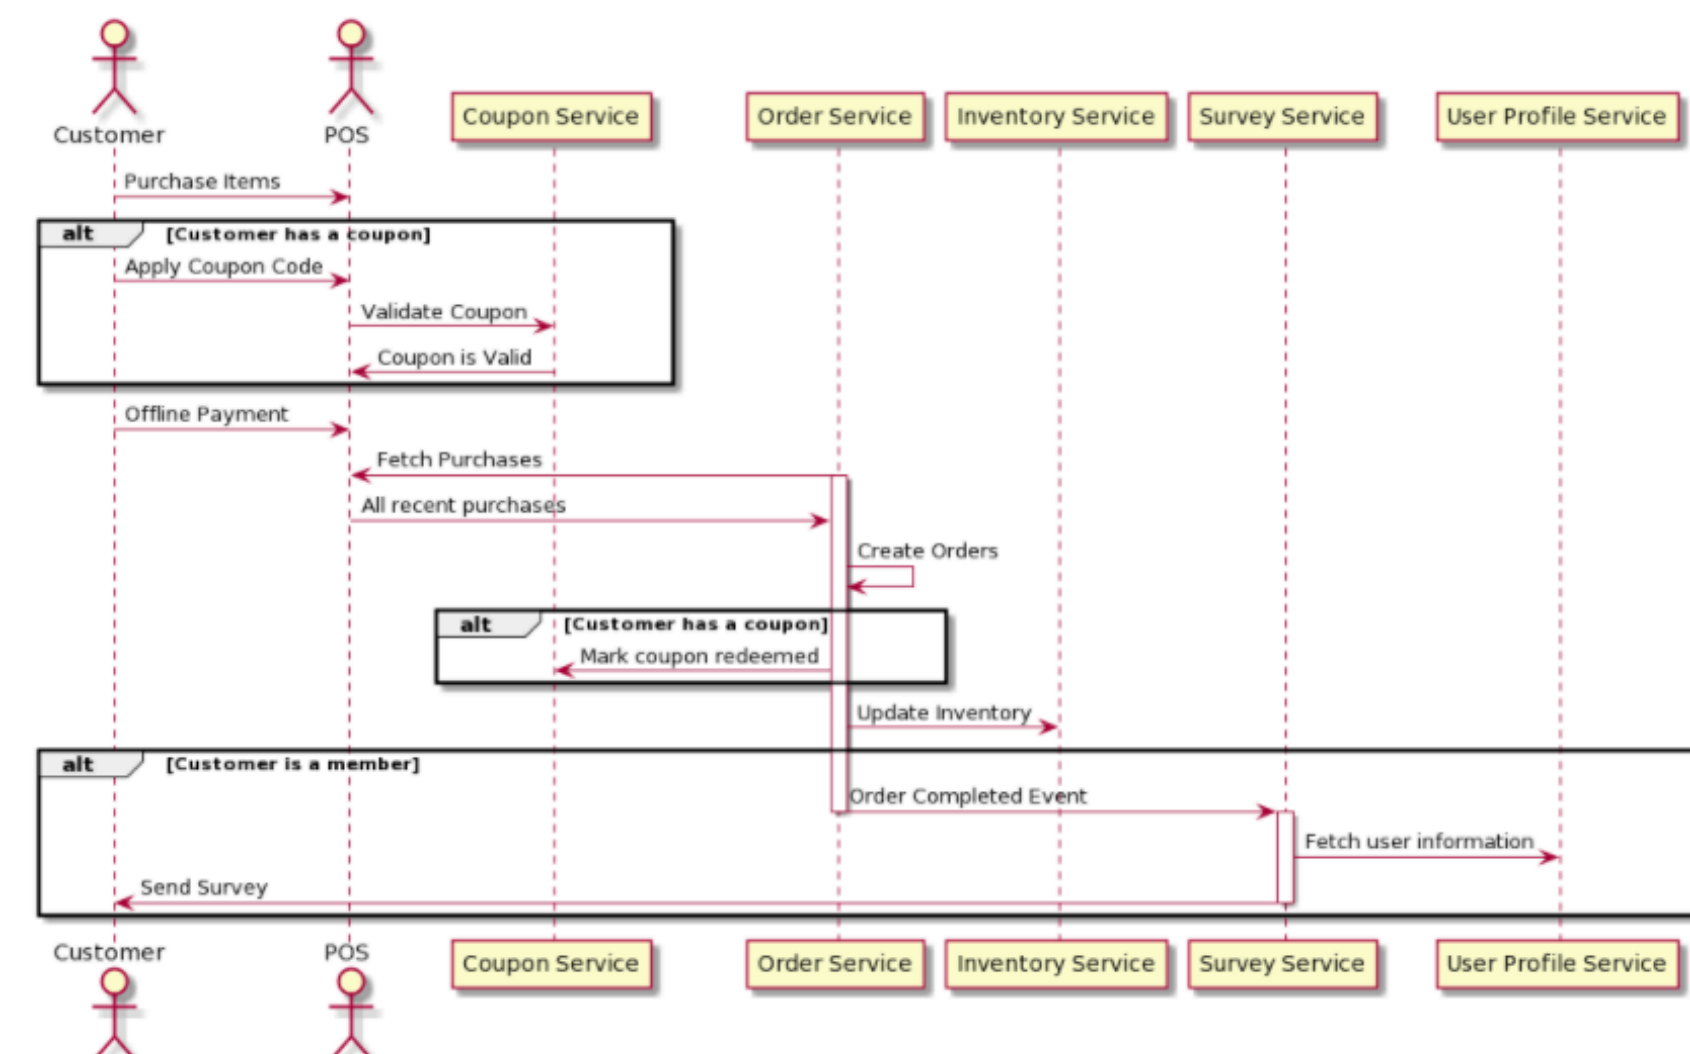 Customer
POS
Coupon Service
Order Service
Inventory Service
Survey Service
User Profile Service
Purchase Items
alt [Customer has a coupon]
Apply Coupon Code
Validate Coupon
Coupon is Valid
Offline Payment
Fetch Purchases
All recent purchases
Create Orders
alt [Customer has a coupon]
Mark coupon redeemed
Update Inventory
alt [Customer is a member]
Order Completed Event
Fetch user information
Send Survey
Customer
POS
Coupon Service
Order Service
Inventory Service
Survey Service
User Profile Service